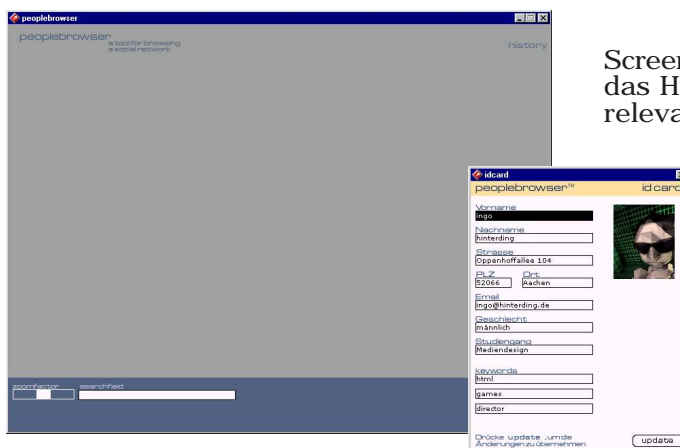 peoplebrowser
peoplebrowser
a tool for browsing
a social network
history
das
idcard
peoplebrowser™
id card
Vorname
ingo
Nachname
hinterding
Strasse
Oppenhoffallee 104
PLZ
Ort
52066
Aachen
Email
ingo@hinterding.de
Geschlecht
männlich
Studiengang
Mediendesign
keywords
html
games
director
zoomfactor
searchfield
Drücke update ,um die
Änderungen zu übernehmen
update